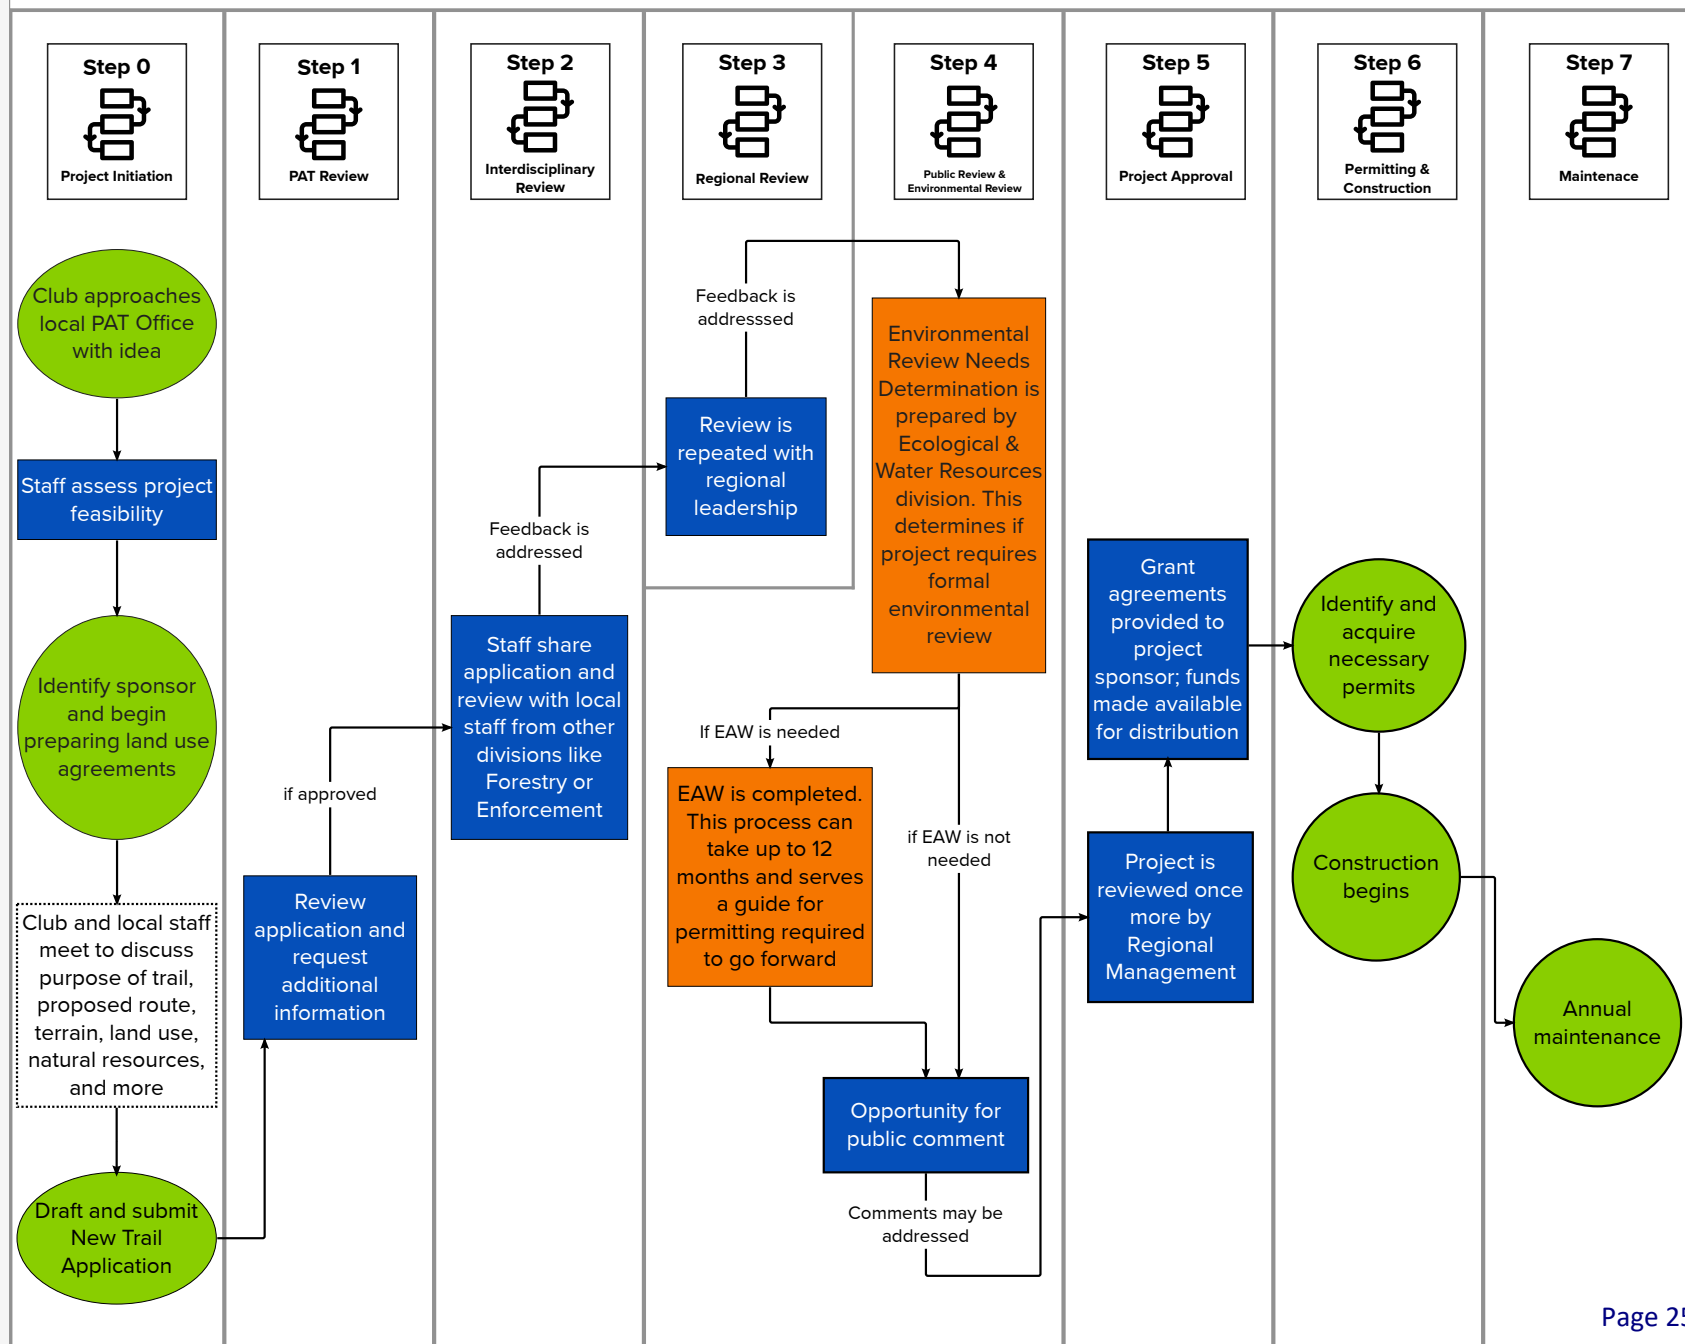 Step 0
Project Initiation
Step 1
PAT Review
Step 2
Interdisciplinary
Review
Step 3
Regional Review
Step 4
Public Review &
Environmental Review
Step 5
Project Approval
Step 6
Permitting &
Construction
Step 7
Maintenace
Club approaches
local PAT Office
with idea
Staff assess project
feasibility
Identify sponsor
and begin
preparing land use
agreements
Club and local staff
meet to discuss
purpose of trail,
proposed route,
terrain, land use,
natural resources,
and more
Draft and submit
New Trail
Application
Review
application and
request
additional
information
if approved
Staff share
application and
review with local
staff from other
divisions like
Forestry or
Enforcement
Feedback is
addressed
Review is
repeated with
regional
leadership
Feedback is
addresssed
Environmental
Review Needs
Determination is
prepared by
Ecological &
Water Resources
division. This
determines if
project requires
formal
environmental
review
If EAW is needed
EAW is completed.
This process can
take up to 12
months and serves
a guide for
permitting required
to go forward
if EAW is not
needed
Opportunity for
public comment
Comments may be
addressed
Project is
reviewed once
more by
Regional
Management
Grant
agreements
provided to
project
sponsor; funds
made available
for distribution
Identify and
acquire
necessary
permits
Construction
begins
Annual
maintenance
Page 25